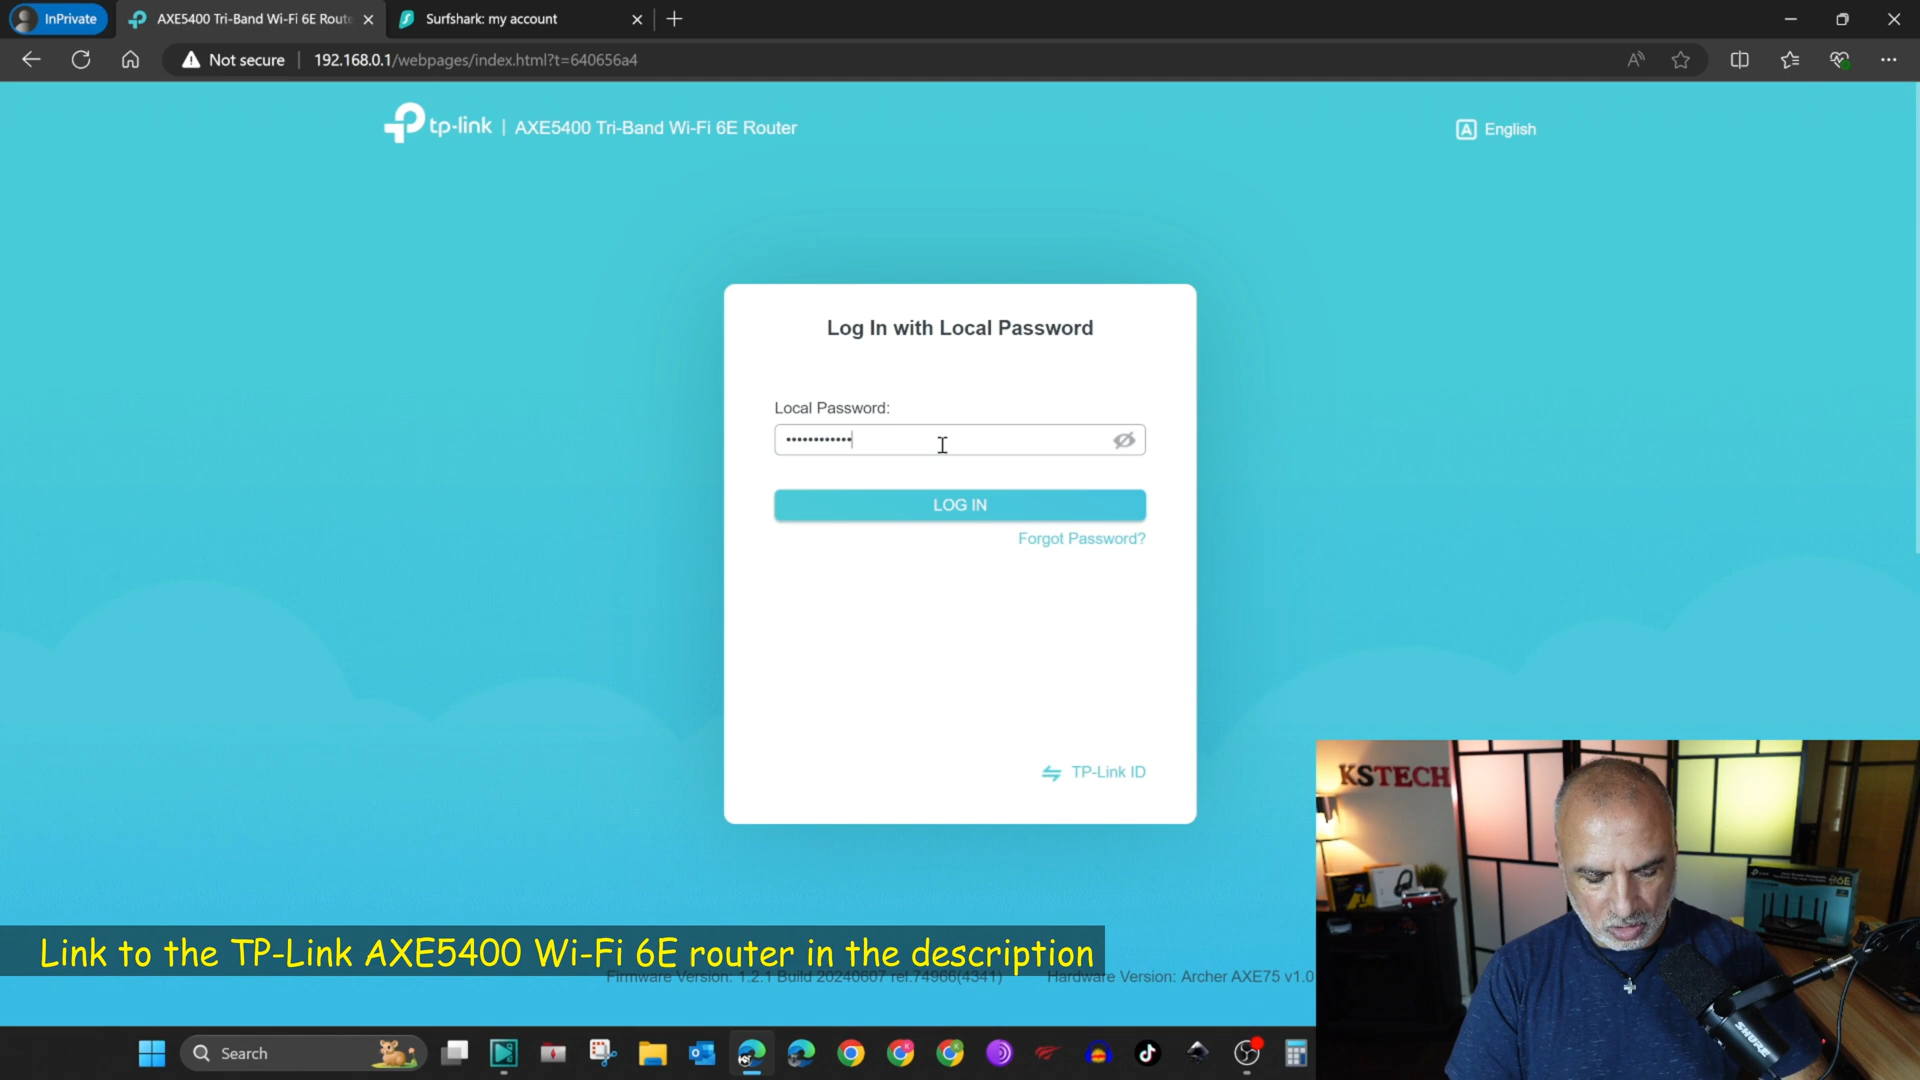 InPrivate
AXE5400 Tri-Band Wi-Fi 6E Route
Surfshark: my account
Not secure
192.168.0.1/webpages/index.html?t=640656a4
tp-link | AXE5400 Tri-Band Wi-Fi 6E Router
English
Log In with Local Password
Local Password:
LOG IN
Forgot Password?
TP-Link ID
KSTECH
6E
Link to the TP-Link AXE5400 Wi-Fi 6E router in the description
Firmware Version: 1.2.1 Build 20240607 rel.74966(4341)
Hardware Version: Archer AXE75 v1.0
SHURE
Search